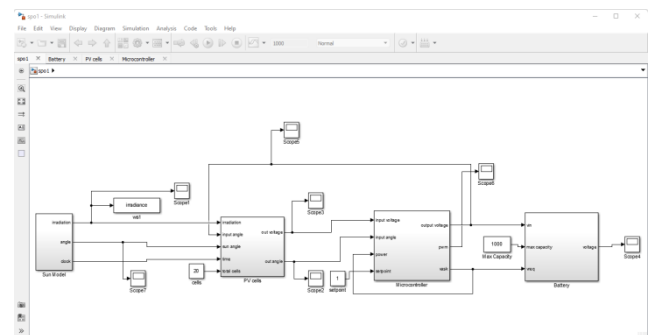 spo1 - Simulink
File Edit View Display Diagram Simulation Analysis Code Tools Help
1000 Normal
spo1 Battery PV cells Microcontroller
spo1
Scope5
Scope6
irradiance
Scope3
Scope4
irradiation
angle
Sun Model
Scope7
irradiation
input angle
sun angle
time
total cells
out voltage
out angle
PV cells
20
cells
Scope2
1
setpoint
input voltage
input angle
power
setpoint
output voltage
pwm
Microcontroller
1000
Max Capacity
max capacity
voltage
Battery